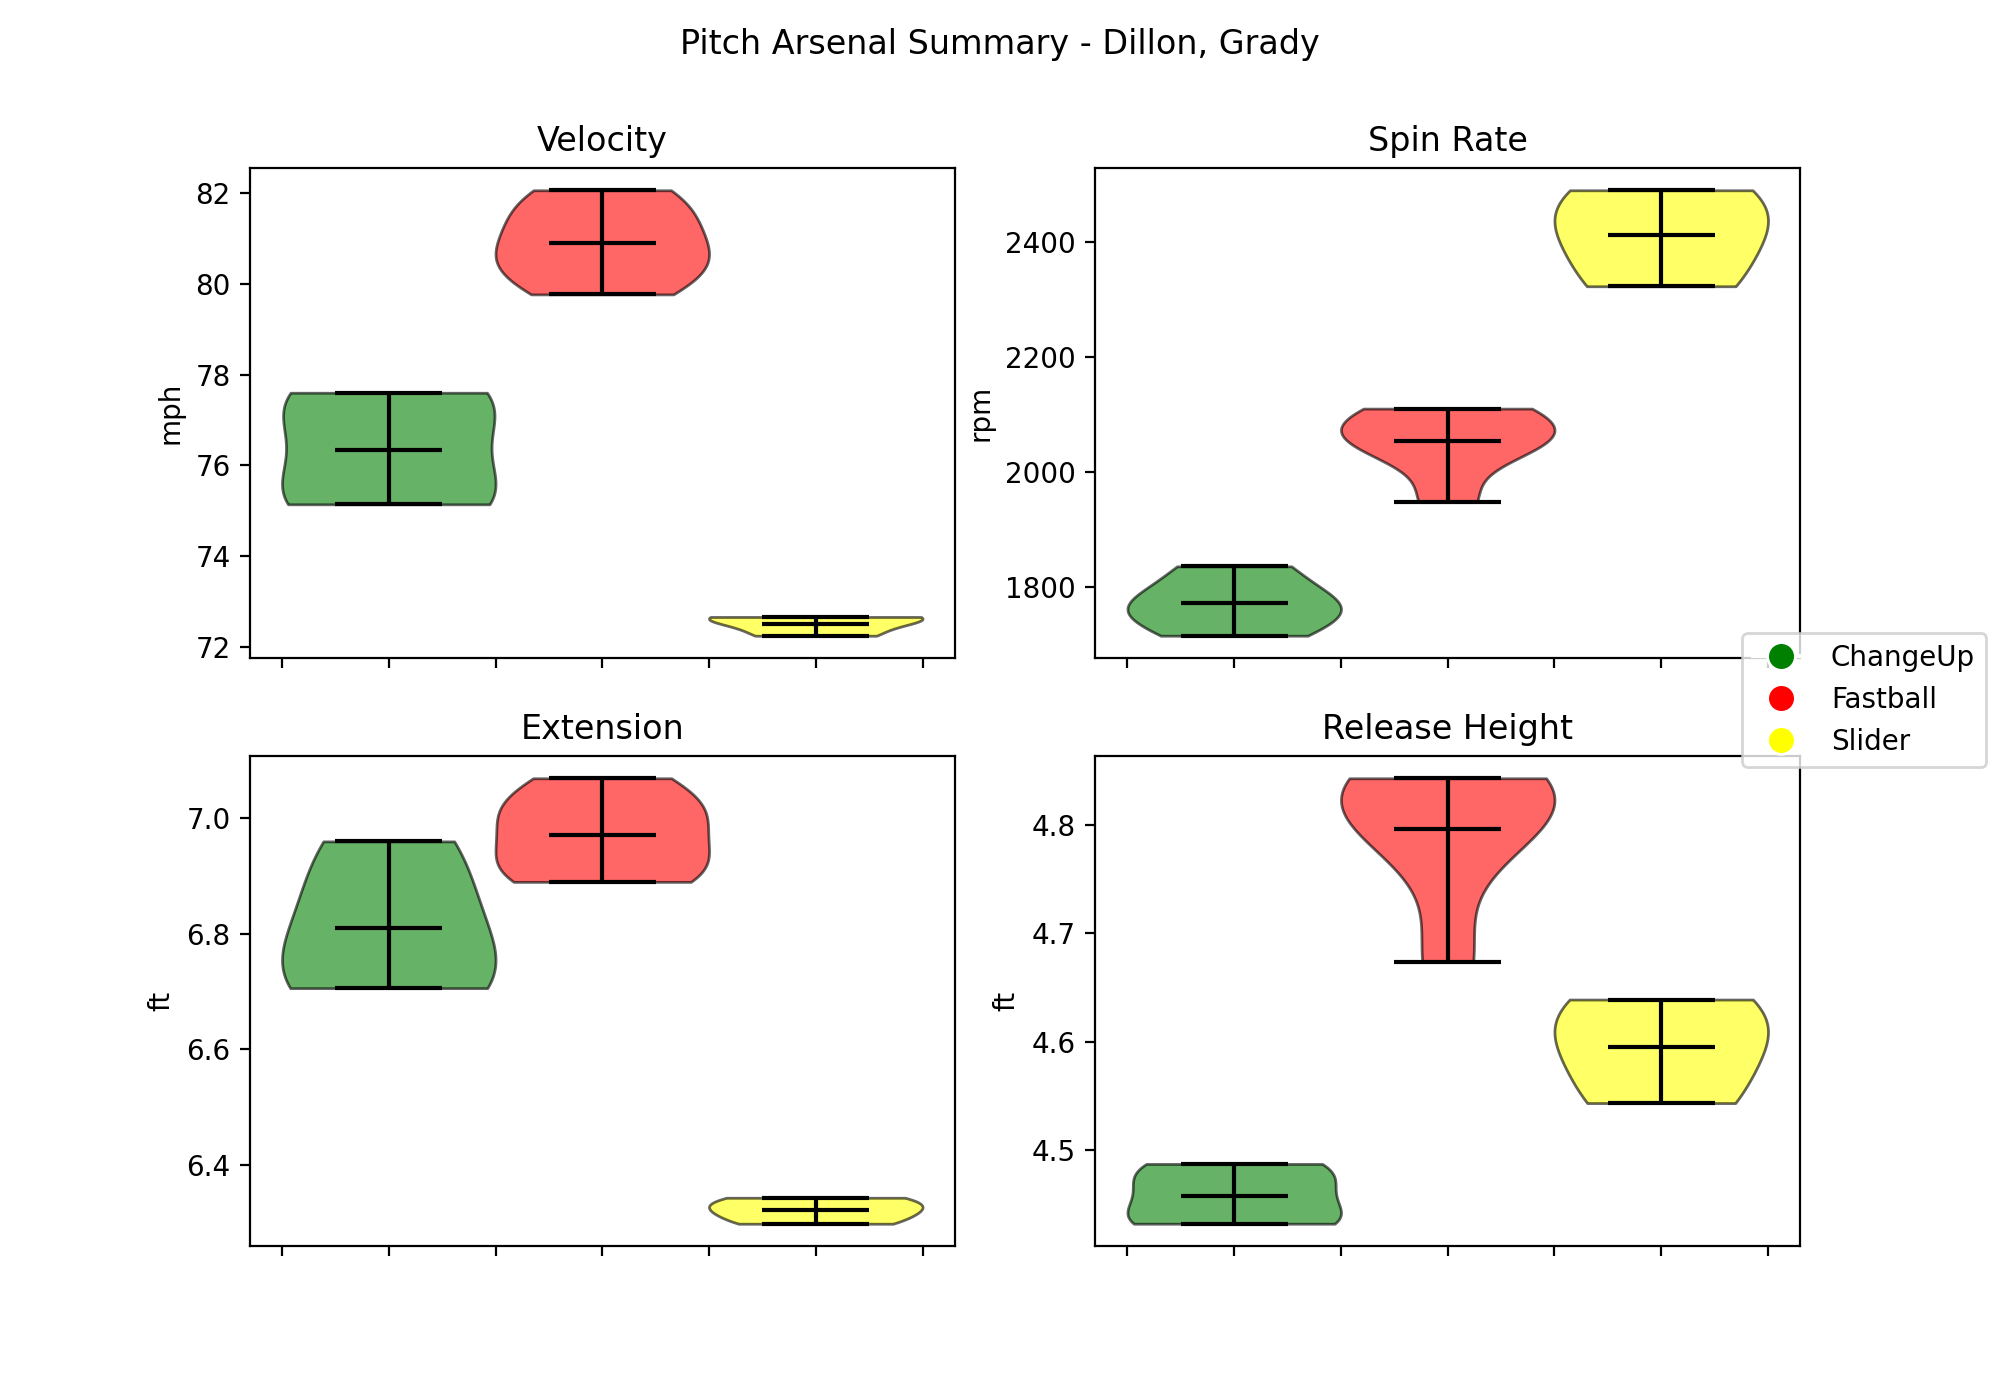 Pitch Arsenal Summary - Dillon, Grady
Velocity
mph
82
80
78
76
74
72
Spin Rate
rpm
2400
2200
2000
1800
ChangeUp
Fastball
Slider
Extension
ft
7.0
6.8
6.6
6.4
Release Height
ft
4.8
4.7
4.6
4.5